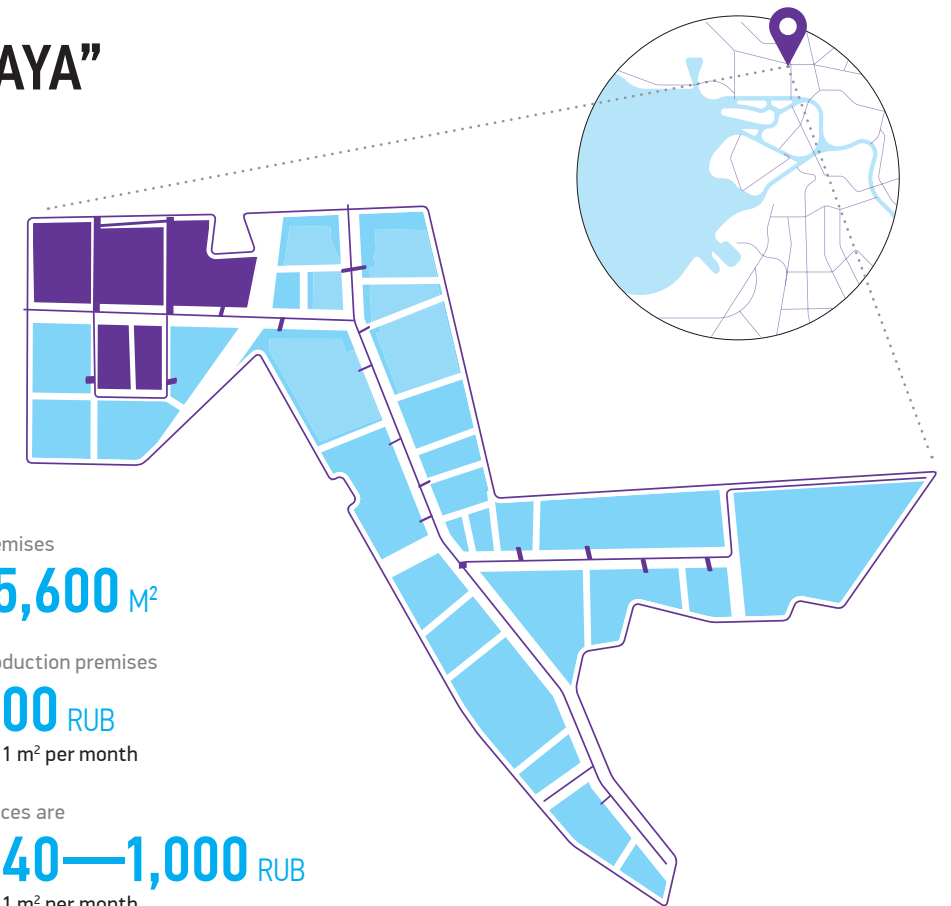 AYA”
emises
5,600 M²
oduction premises
00 RUB
1 m² per month
ces are
40—1,000 RUB
1 m² per month